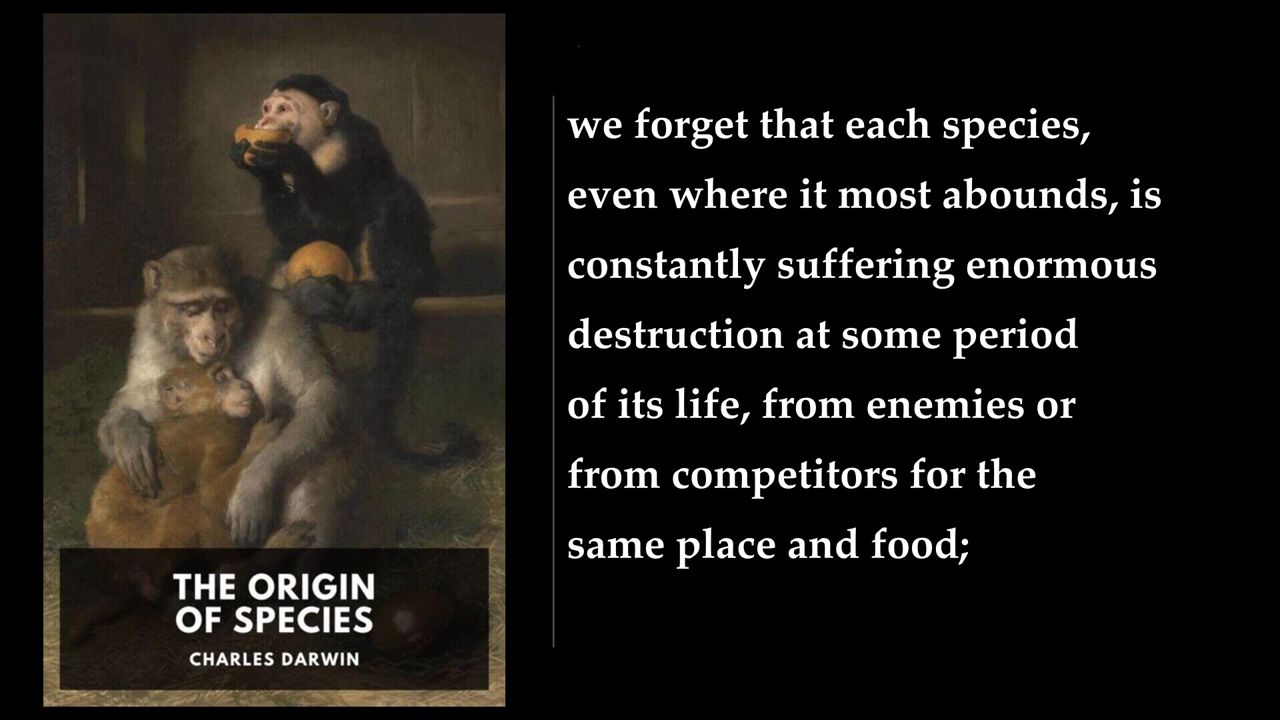 THE ORIGIN
OF SPECIES
CHARLES DARWIN
we forget that each species,
even where it most abounds, is
constantly suffering enormous
destruction at some period
of its life, from enemies or
from competitors for the
same place and food;